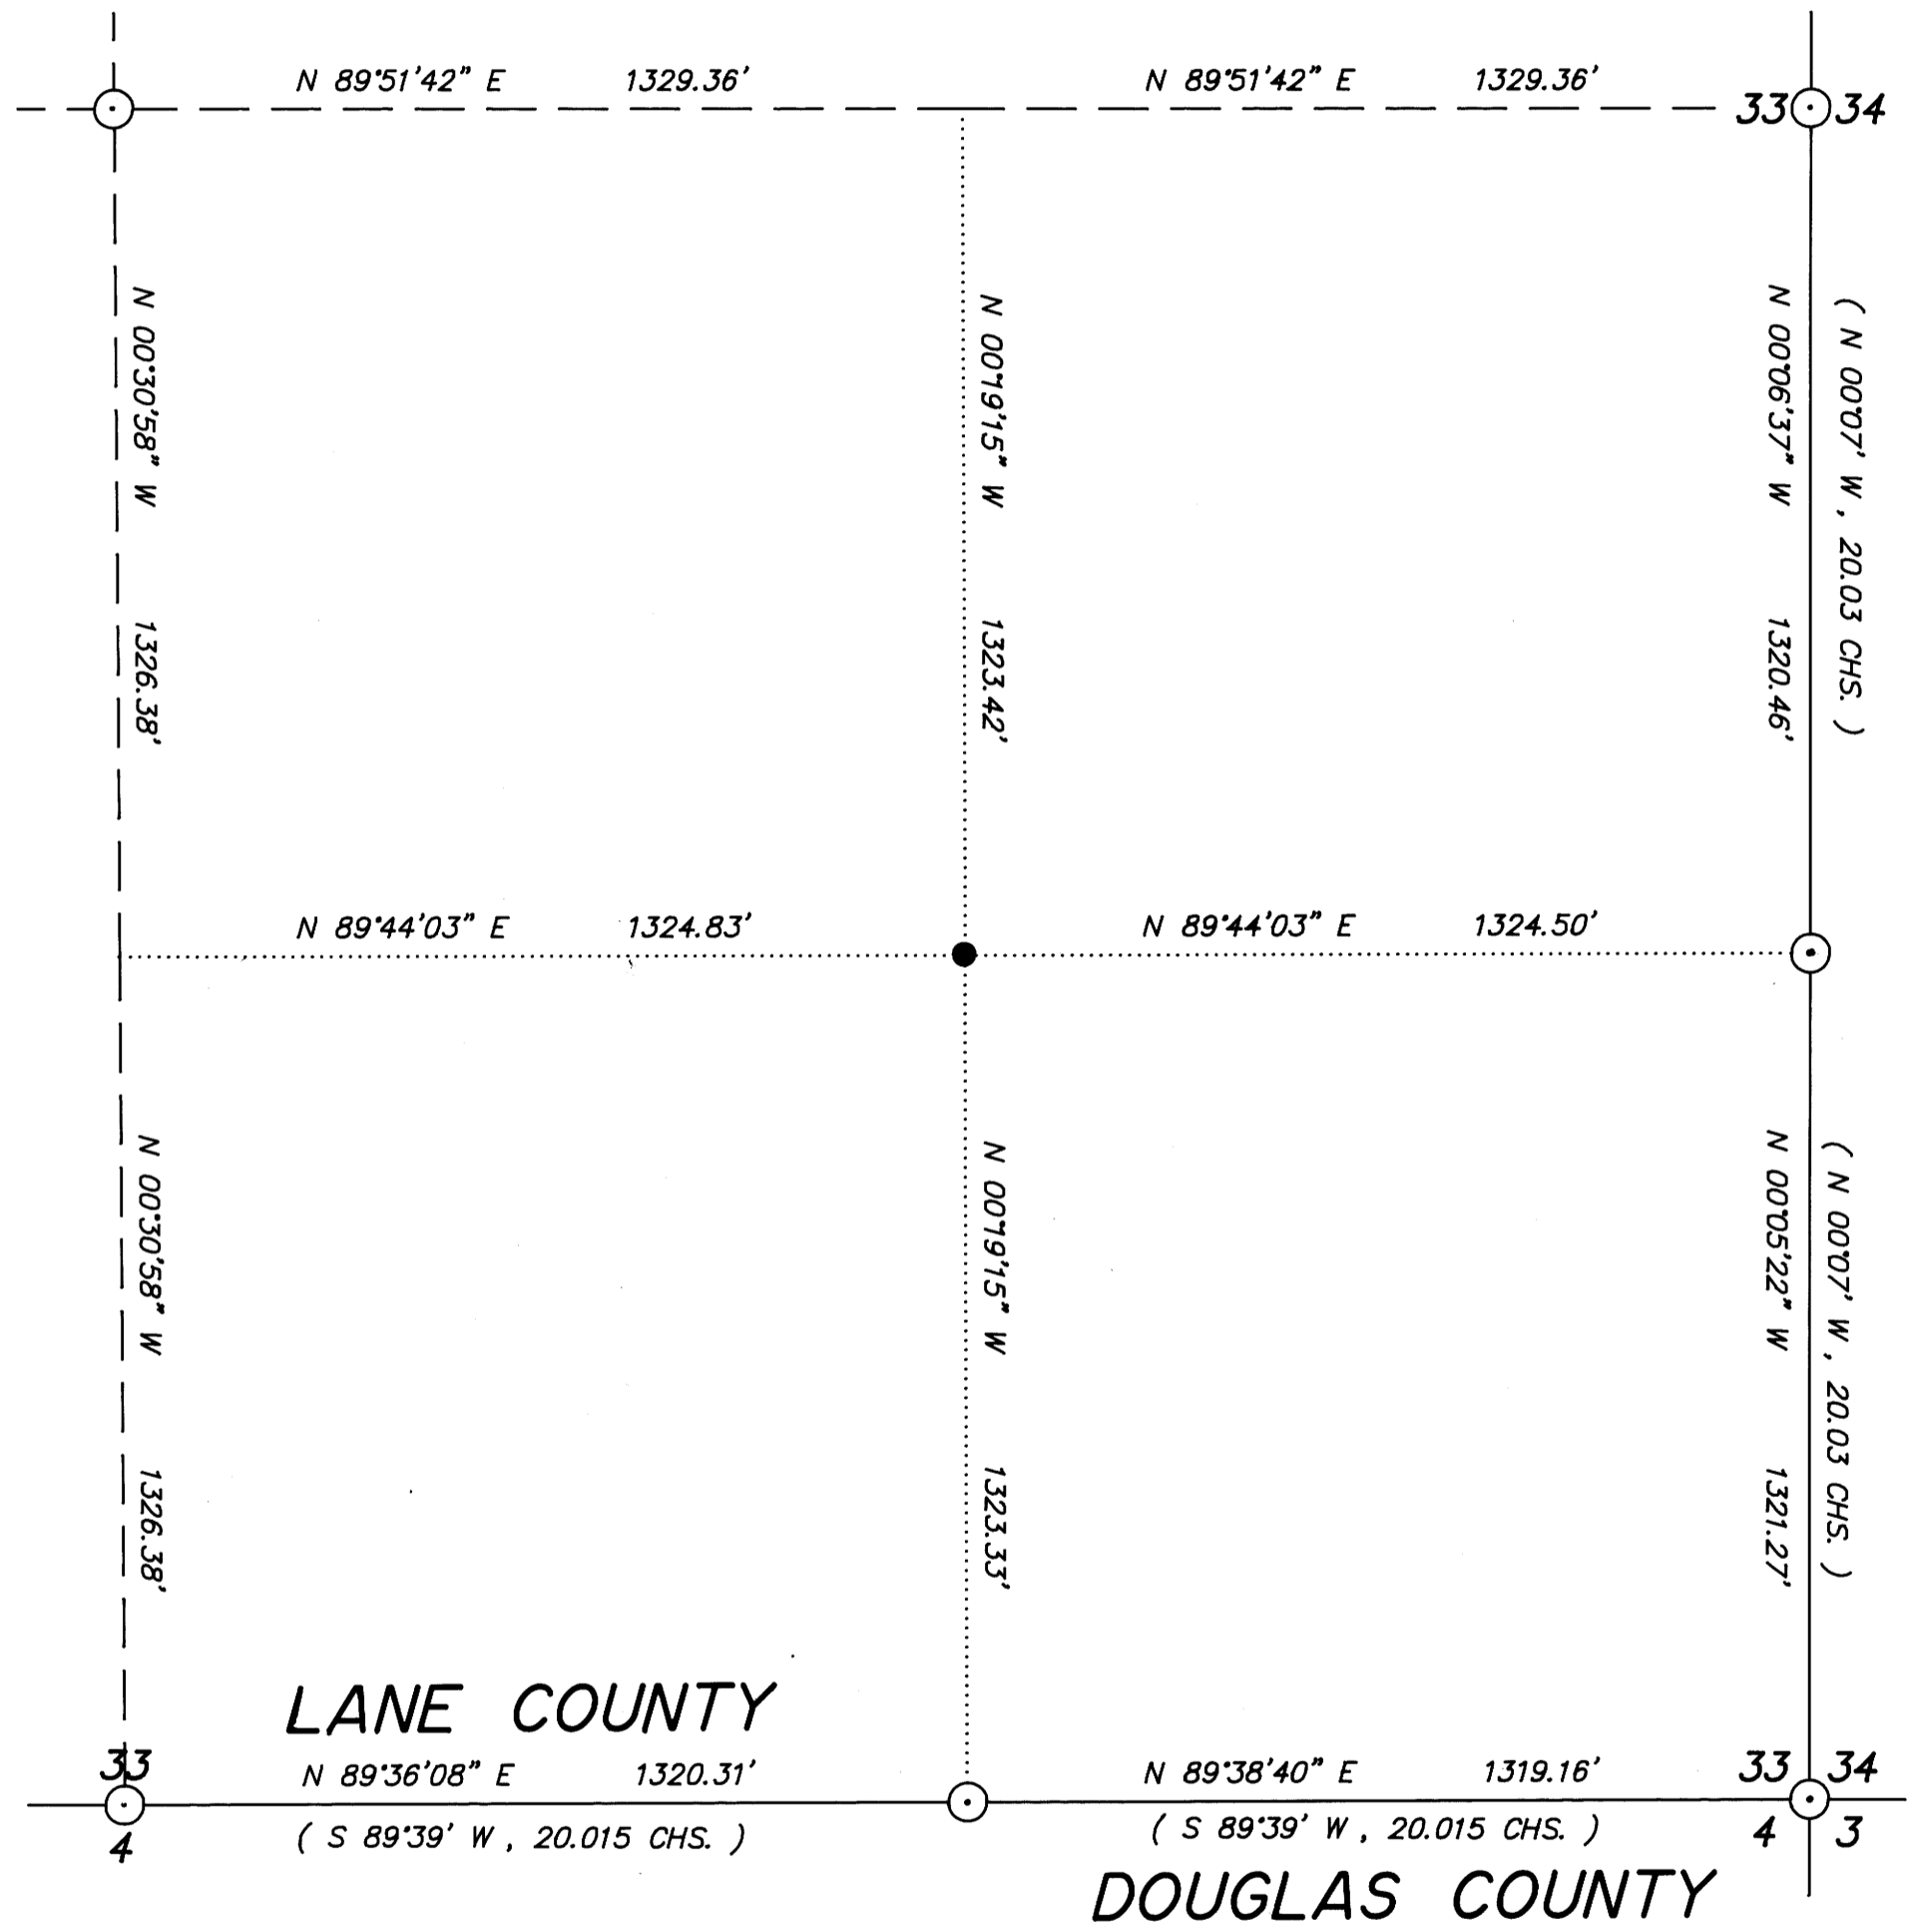 N 89°51'42" E 1329.36'
N 89°51'42" E 1329.36'
33 34
N 00°30'58" W 1326.38'
N 00°19'15" W 1323.42'
N 00°06'37" W 1320.46'
( N 00°07' W , 20.03 CHS. )
N 89°44'03" E 1324.83'
N 89°44'03" E 1324.50'
N 00°30'58" W 1326.38'
N 00°19'15" W 1323.33'
N 00°05'22" W 1321.27'
( N 00°07' W , 20.03 CHS. )
LANE COUNTY
33
N 89°36'08" E 1320.31'
N 89°38'40" E 1319.16'
33 34
4
( S 89°39' W , 20.015 CHS. )
( S 89°39' W , 20.015 CHS. )
4 3
DOUGLAS COUNTY